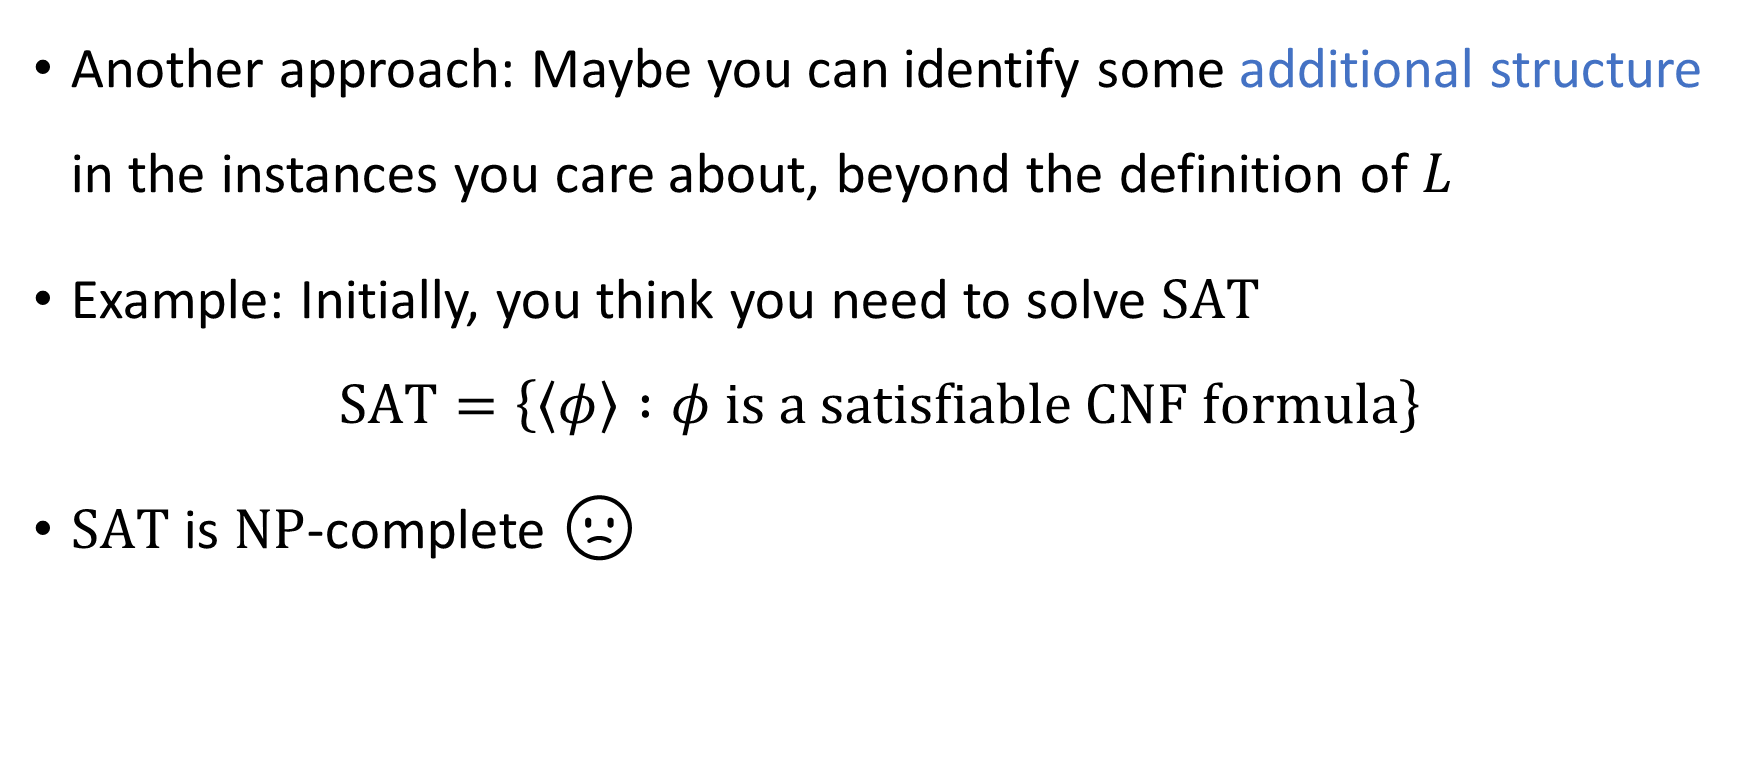 • Another approach: Maybe you can identify some additional structure
in the instances you care about, beyond the definition of L
• Example: Initially, you think you need to solve SAT
SAT = {⟨ϕ⟩ : ϕ is a satisfiable CNF formula}
• SAT is NP-complete ☹